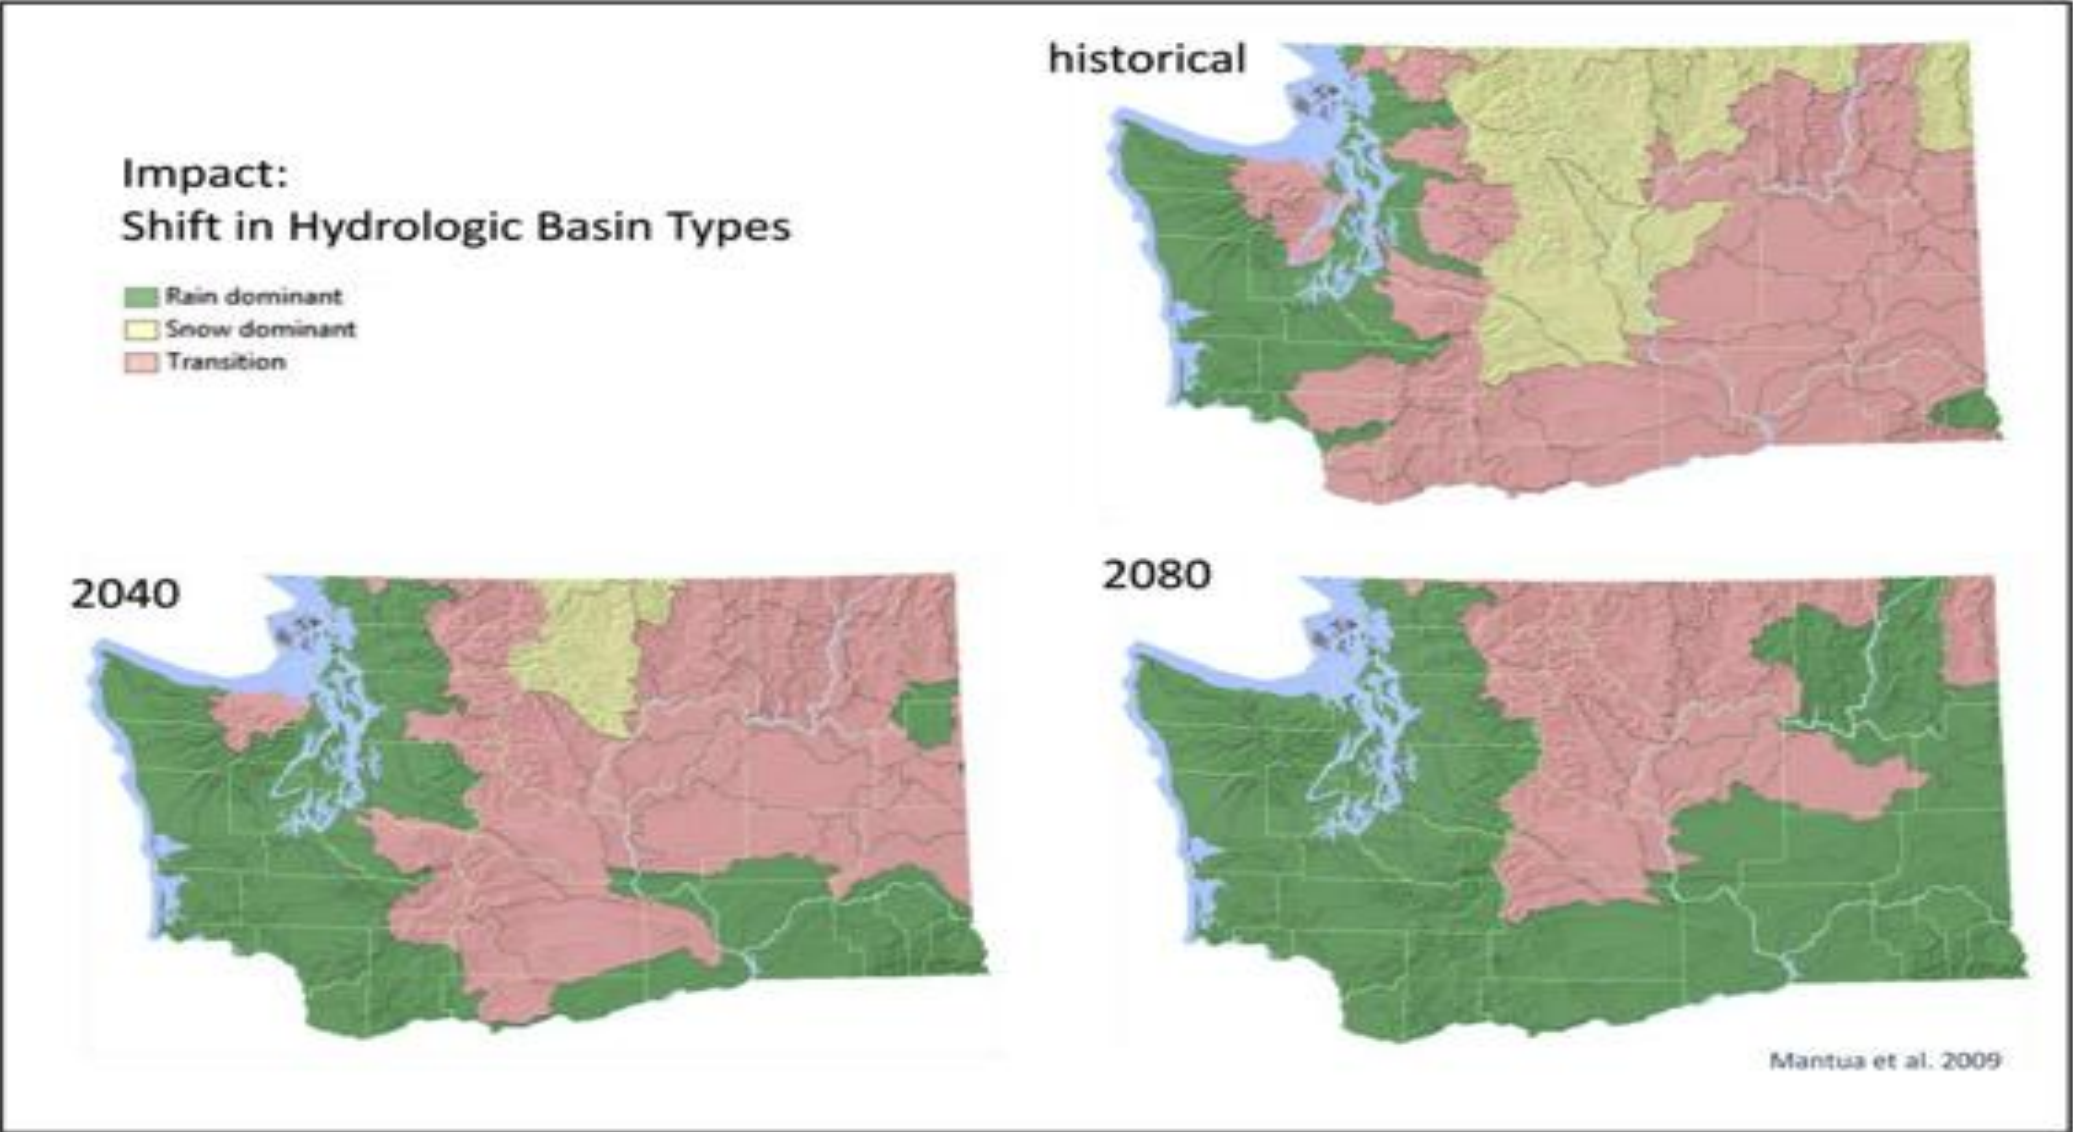 historical
Impact:
Shift in Hydrologic Basin Types
Rain dominant
Snow dominant
Transition
2040
2080
Mantua et al. 2009